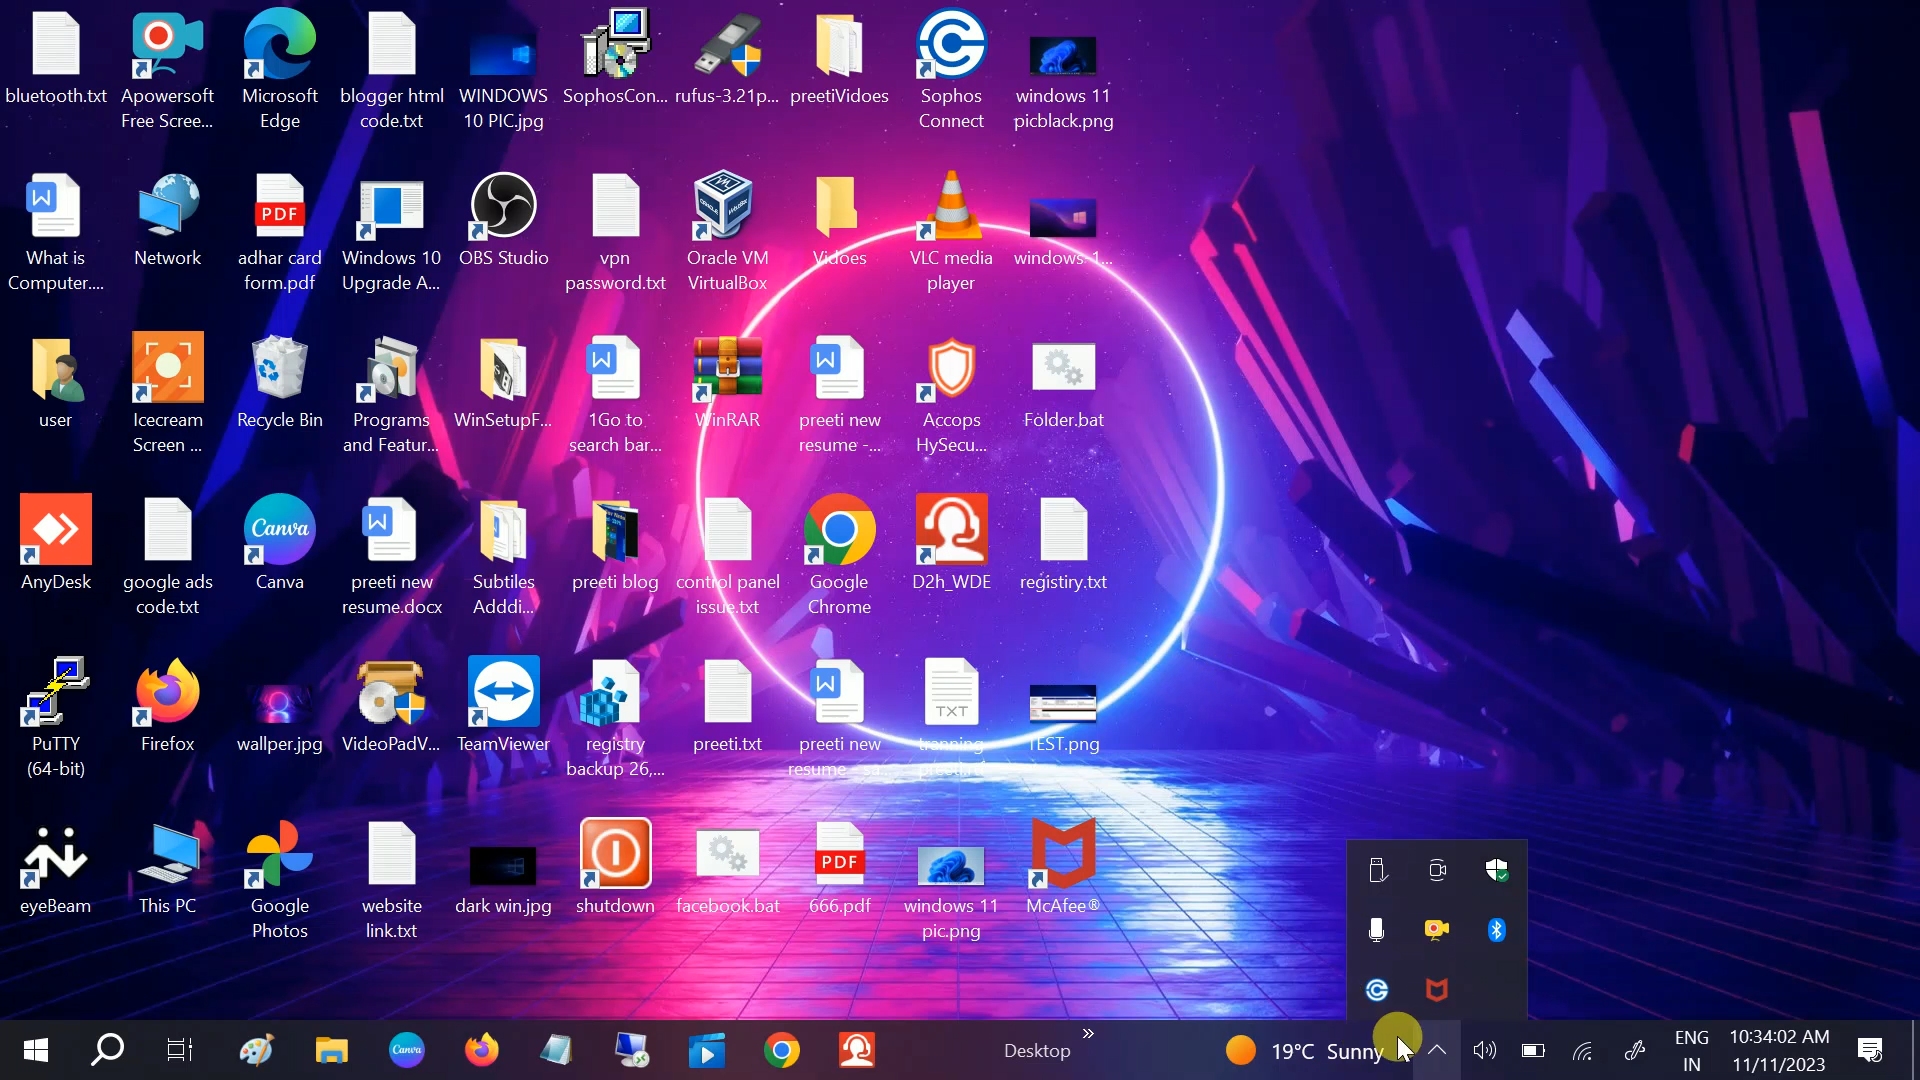 bluetooth.txt
Apowersoft
Free Scree...
Microsoft
Edge
blogger html
code.txt
WINDOWS
10 PIC.jpg
SophosCon...
rufus-3.21p...
preetiVidoes
Sophos
Connect
windows 11
picblack.png
What is
Computer....
Network
PDF
adhar card
form.pdf
Windows 10
Upgrade A...
OBS Studio
vpn
password.txt
Oracle VM
VirtualBox
Vidoes
VLC media
player
windows-1...
user
Icecream
Screen ...
Recycle Bin
Programs
and Featur...
WinSetupF...
1Go to
search bar...
WinRAR
preeti new
resume -...
Accops
HySecu...
Folder.bat
AnyDesk
google ads
code.txt
Canva
Canva
preeti new
resume.docx
Subtiles
Adddi...
preeti blog
control panel
issue.txt
Google
Chrome
D2h_WDE
registiry.txt
PuTTY
(64-bit)
Firefox
wallper.jpg
VideoPadV...
TeamViewer
registry
backup 26,...
preeti.txt
preeti new
resume - sa...
TXT
tranning
TEST.png
eyeBeam
This PC
Google
Photos
website
link.txt
dark win.jpg
shutdown
facebook.bat
PDF
666.pdf
windows 11
pic.png
McAfee®
Canva
Desktop
19°C Sunny
ENG
IN
10:34:02 AM
11/11/2023